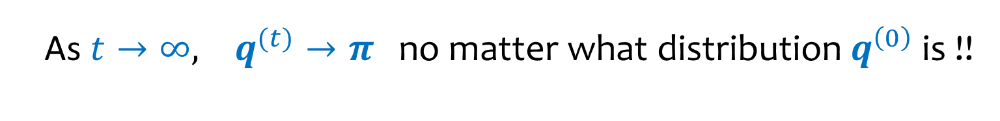 As t → ∞, q⁽ᵗ⁾ → π no matter what distribution q⁽⁰⁾ is !!